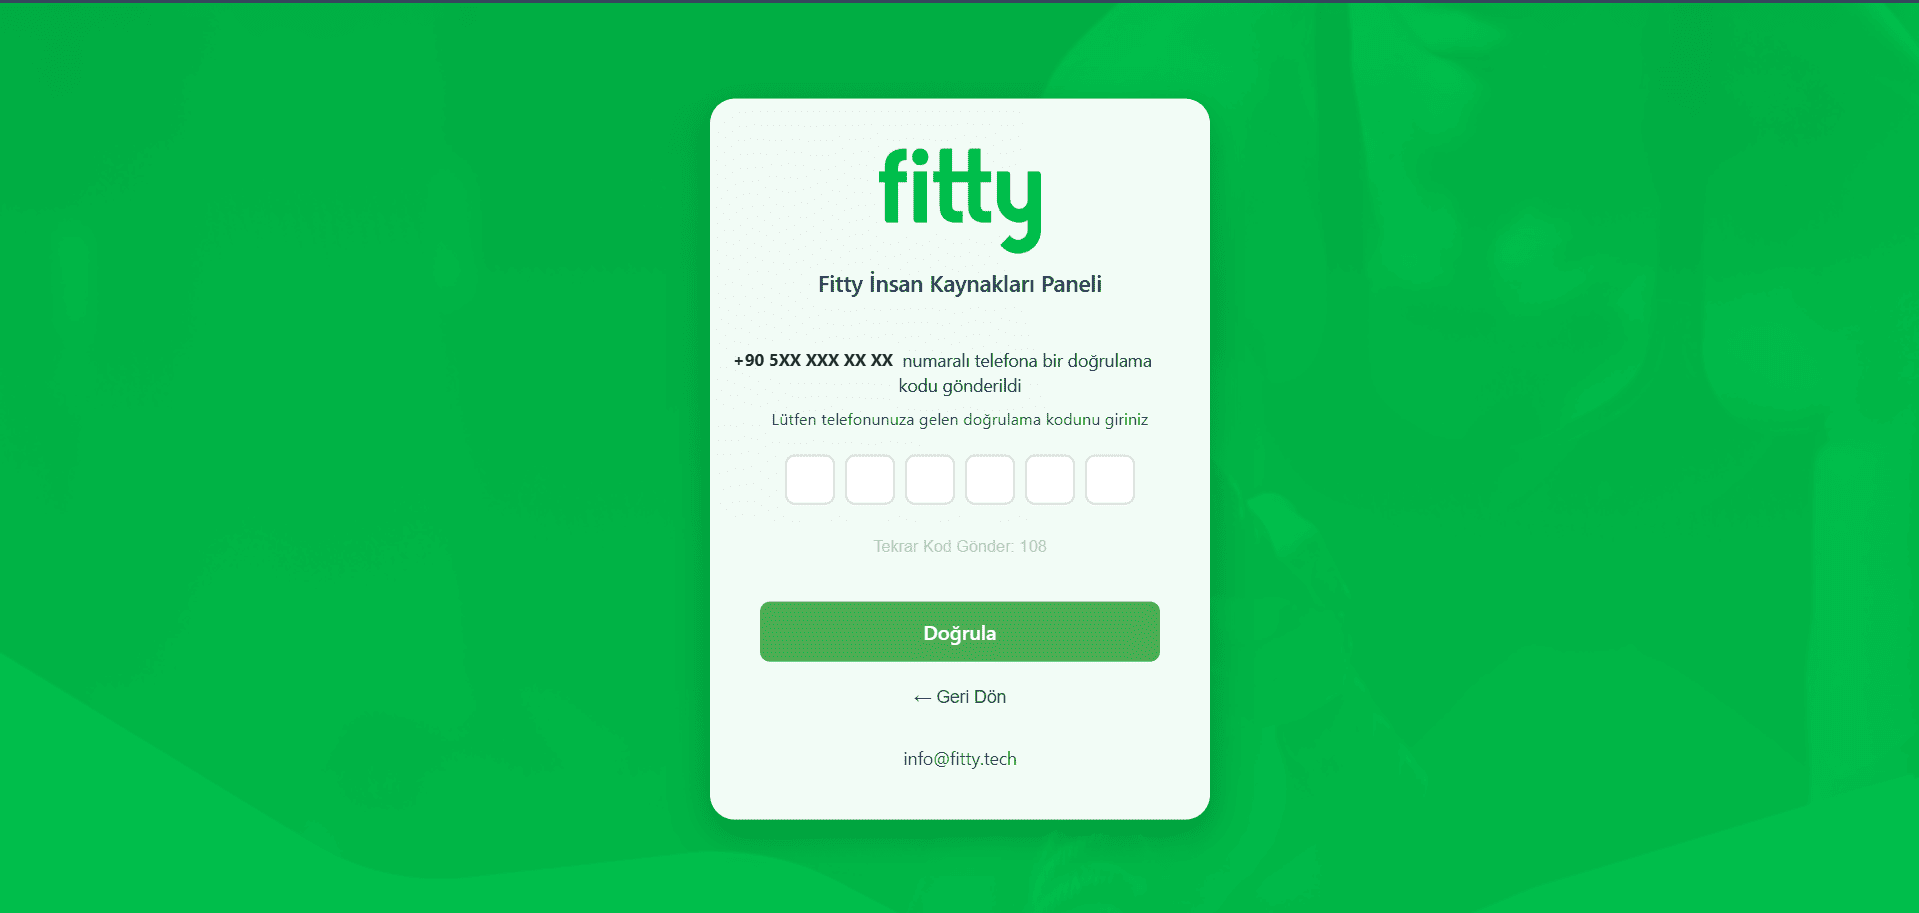 fitty
Fitty İnsan Kaynakları Paneli
+90 5XX XXX XX XX numaralı telefona bir doğrulama
kodu gönderildi
Lütfen telefonunuza gelen doğrulama kodunu giriniz
Tekrar Kod Gönder: 108
Doğrula
← Geri Dön
info@fitty.tech